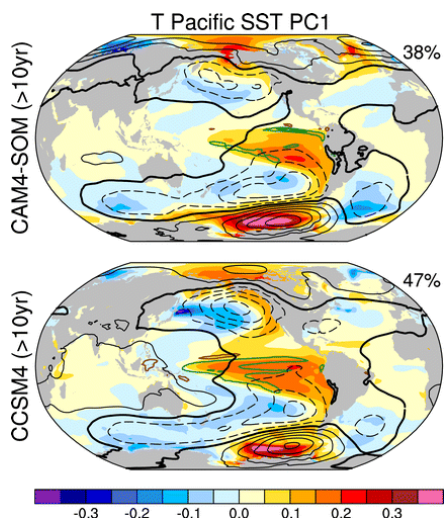 T Pacific SST PC1
CAM4-SOM (>10yr)
38%
CCSM4 (>10yr)
47%
-0.3 -0.2 -0.1 0.0 0.1 0.2 0.3